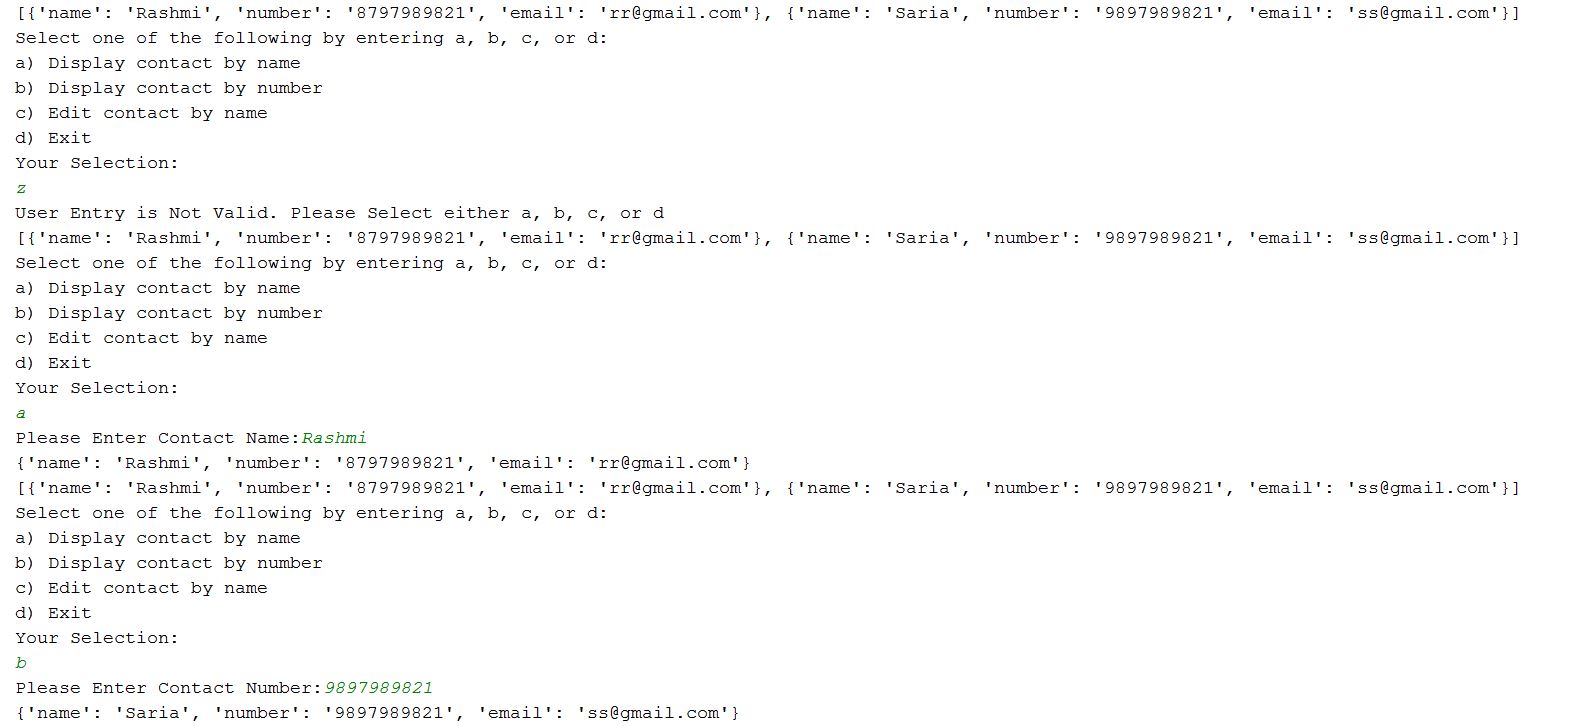 [{'name': 'Rashmi', 'number': '8797989821', 'email': 'rr@gmail.com'}, {'name': 'Saria', 'number': '9897989821', 'email': 'ss@gmail.com'}]
Select one of the following by entering a, b, c, or d:
a) Display contact by name
b) Display contact by number
c) Edit contact by name
d) Exit
Your Selection:
z
User Entry is Not Valid. Please Select either a, b, c, or d
[{'name': 'Rashmi', 'number': '8797989821', 'email': 'rr@gmail.com'}, {'name': 'Saria', 'number': '9897989821', 'email': 'ss@gmail.com'}]
Select one of the following by entering a, b, c, or d:
a) Display contact by name
b) Display contact by number
c) Edit contact by name
d) Exit
Your Selection:
a
Please Enter Contact Name:Rashmi
{'name': 'Rashmi', 'number': '8797989821', 'email': 'rr@gmail.com'}
[{'name': 'Rashmi', 'number': '8797989821', 'email': 'rr@gmail.com'}, {'name': 'Saria', 'number': '9897989821', 'email': 'ss@gmail.com'}]
Select one of the following by entering a, b, c, or d:
a) Display contact by name
b) Display contact by number
c) Edit contact by name
d) Exit
Your Selection:
b
Please Enter Contact Number:9897989821
{'name': 'Saria', 'number': '9897989821', 'email': 'ss@gmail.com'}